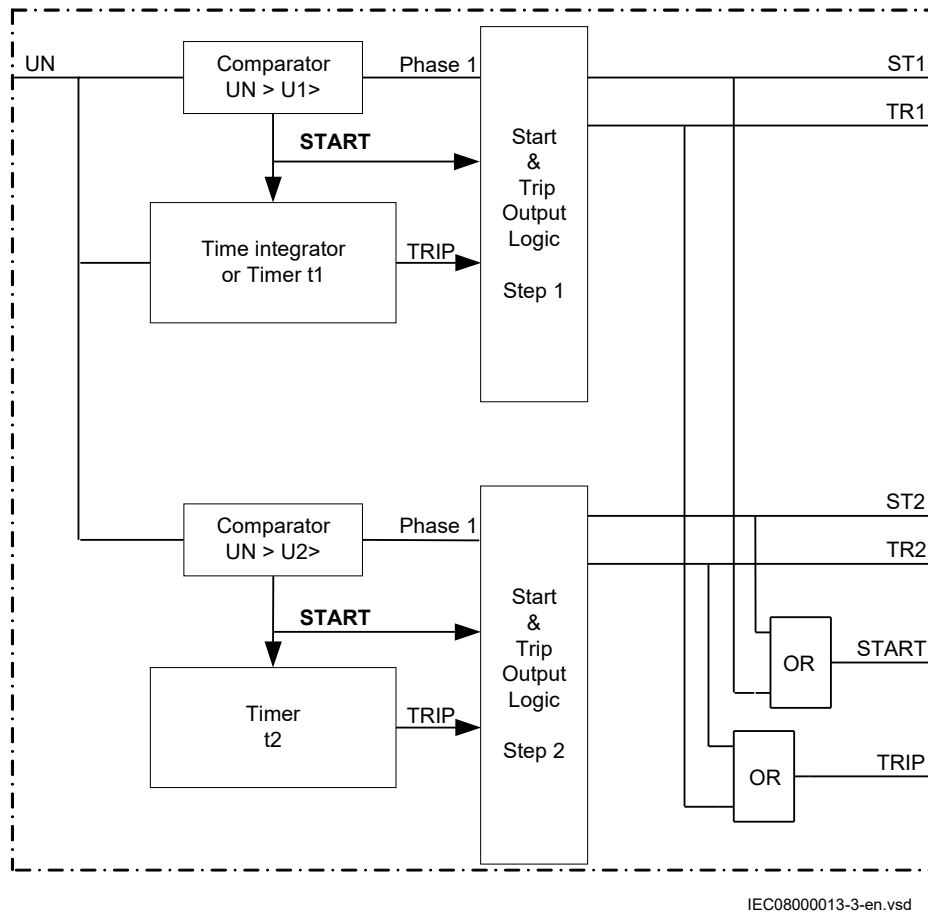 UN
Comparator
UN > U1>
Phase 1
ST1
TR1
START
Start
&
Trip
Output
Logic
Step 1
Time integrator
or Timer t1
TRIP
Comparator
UN > U2>
Phase 1
ST2
TR2
START
Start
&
Trip
Output
Logic
Step 2
Timer
t2
TRIP
OR
START
OR
TRIP
IEC08000013-3-en.vsd